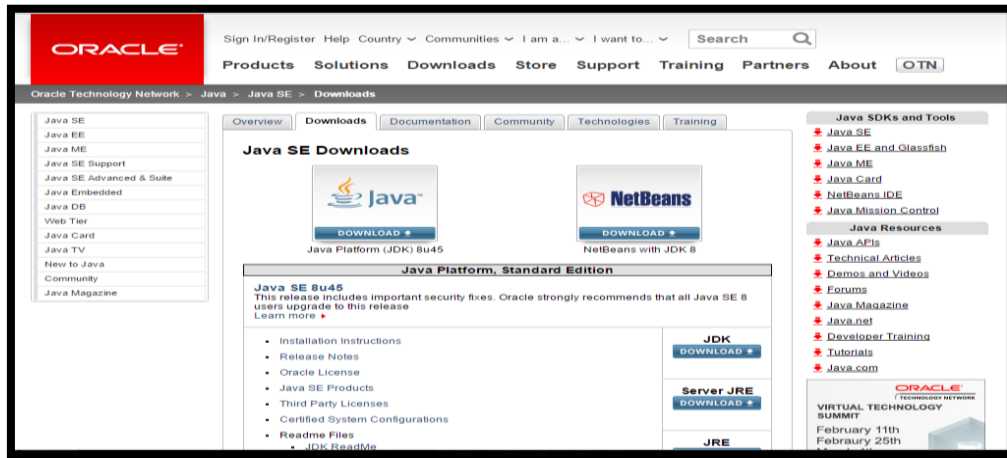 ORACLE
Sign In/Register Help Country Communities I am a... I want to... Search
Products Solutions Downloads Store Support Training Partners About OTN
Oracle Technology Network > Java > Java SE > Downloads
Java SE
Java EE
Java ME
Java SE Support
Java SE Advanced & Suite
Java Embedded
Java DB
Web Tier
Java Card
Java TV
New to Java
Community
Java Magazine
Overview Downloads Documentation Community Technologies Training
Java SE Downloads
Java
DOWNLOAD
Java Platform (JDK) 8u45
NetBeans
DOWNLOAD
NetBeans with JDK 8
Java Platform, Standard Edition
Java SE 8u45
This release includes important security fixes. Oracle strongly recommends that all Java SE 8
users upgrade to this release
Learn more
Installation Instructions
Release Notes
Oracle License
Java SE Products
Third Party Licenses
Certified System Configurations
Readme Files
JDK ReadMe
JDK
DOWNLOAD
Server JRE
DOWNLOAD
JRE
Java SDKs and Tools
Java SE
Java EE and Glassfish
Java ME
Java Card
NetBeans IDE
Java Mission Control
Java Resources
Java APIs
Technical Articles
Demos and Videos
Forums
Java Magazine
Java.net
Developer Training
Tutorials
Java.com
ORACLE
TECHNOLOGY NETWORK
VIRTUAL TECHNOLOGY
SUMMIT
February 11th
Febraury 25th